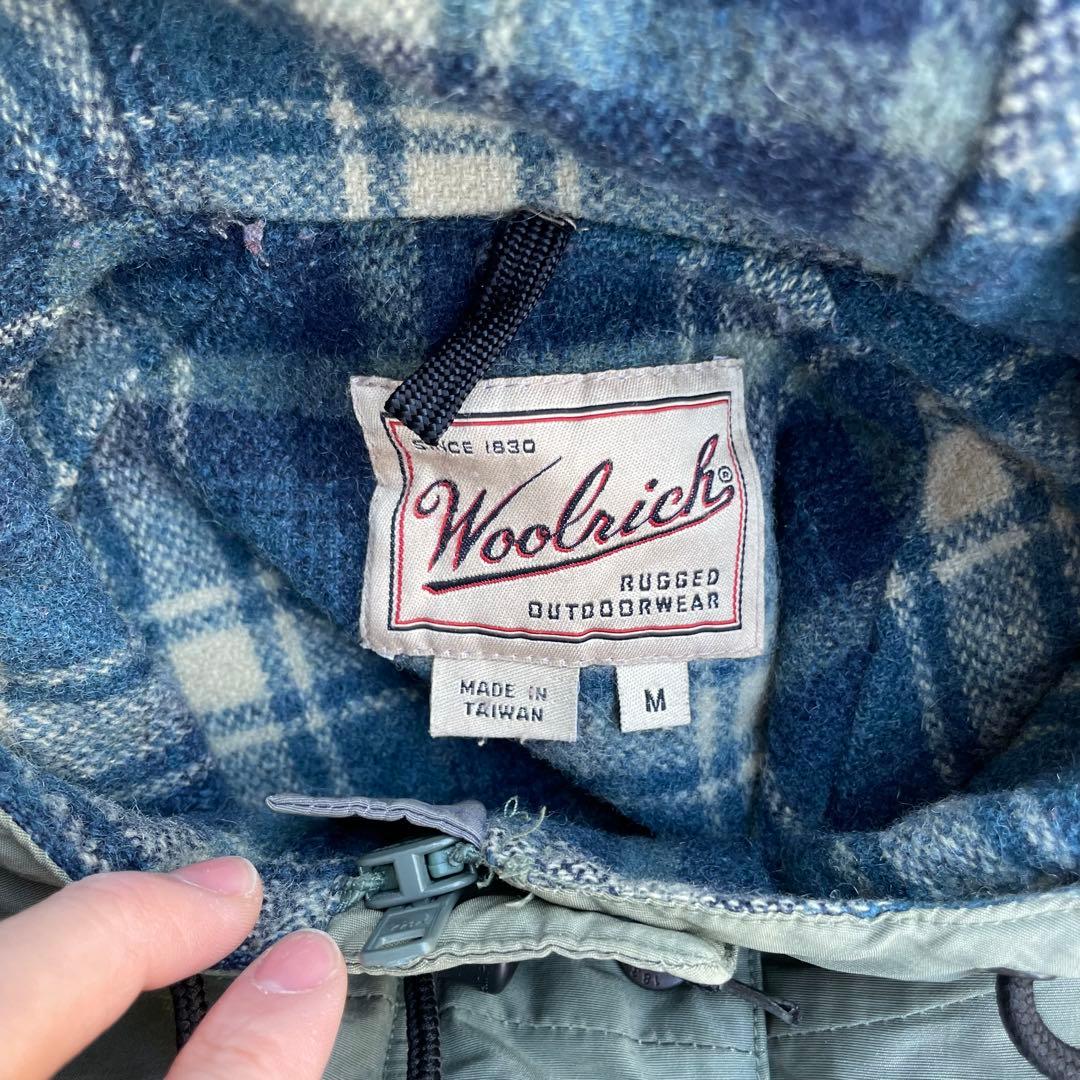 SINCE 1830
Woolrich®
RUGGED
OUTDOORWEAR
MADE IN
TAIWAN
M